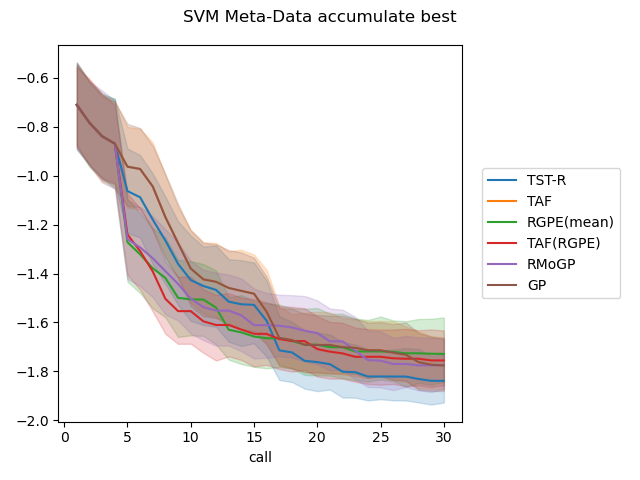 SVM Meta-Data accumulate best
−0.6
−0.8
−1.0
−1.2
−1.4
−1.6
−1.8
−2.0
0 5 10 15 20 25 30
call
TST-R
TAF
RGPE(mean)
TAF(RGPE)
RMoGP
GP